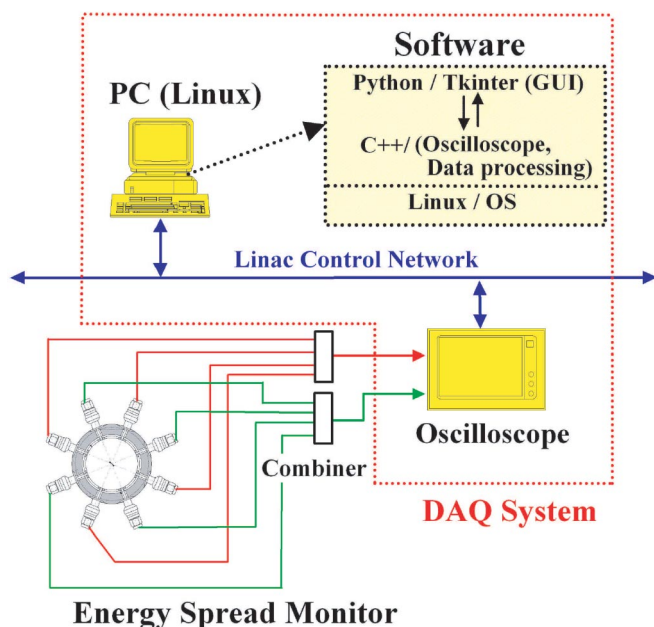 Software
PC (Linux)
Python / Tkinter (GUI)
C++/ (Oscilloscope,
Data processing)
Linux / OS
Linac Control Network
Combiner
Oscilloscope
DAQ System
Energy Spread Monitor